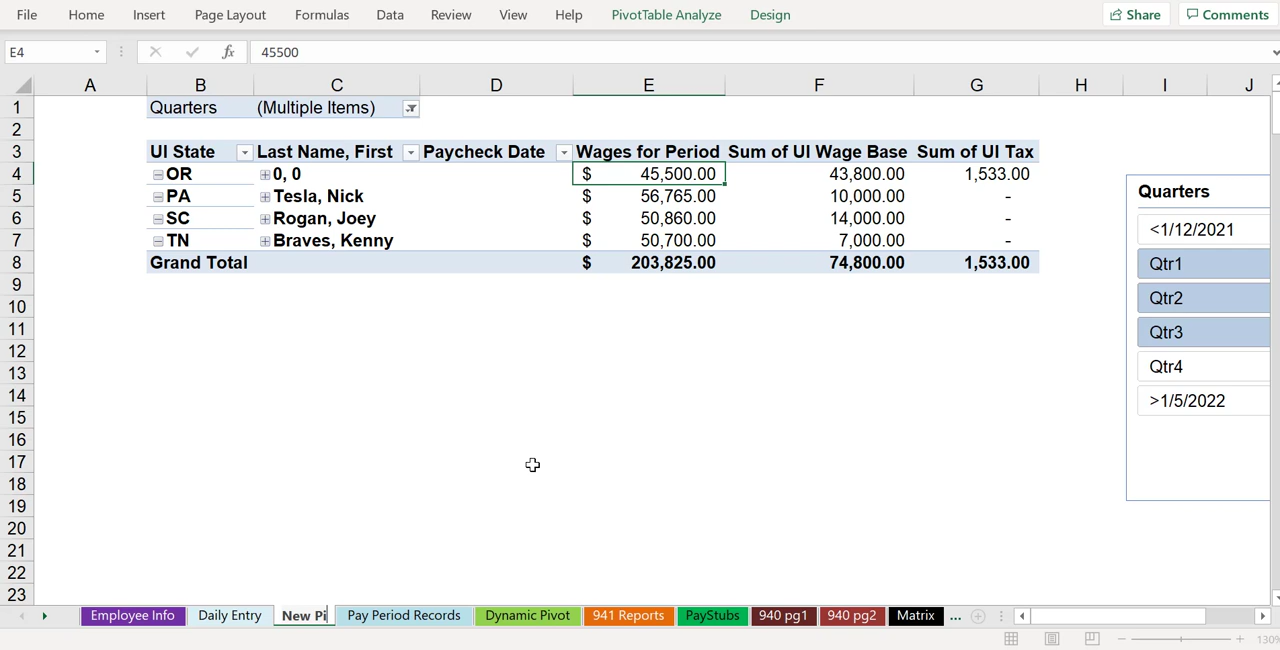 File Home Insert Page Layout Formulas Data Review View Help PivotTable Analyze Design Share Comments
E4 fx 45500
A B C D E F G H I J
1 Quarters (Multiple Items)
2
3 UI State Last Name, First Paycheck Date Wages for Period Sum of UI Wage Base Sum of UI Tax
4 OR 0, 0 $ 45,500.00 43,800.00 1,533.00
5 PA Tesla, Nick $ 56,765.00 10,000.00 -
6 SC Rogan, Joey $ 50,860.00 14,000.00 -
7 TN Braves, Kenny $ 50,700.00 7,000.00 -
8 Grand Total $ 203,825.00 74,800.00 1,533.00
9
10
11
12
13
14
15
16
17
18
19
20
21
22
23
Quarters
<1/12/2021
Qtr1
Qtr2
Qtr3
Qtr4
>1/5/2022
Employee Info Daily Entry New Pi Pay Period Records Dynamic Pivot 941 Reports PayStubs 940 pg1 940 pg2 Matrix ...
130%